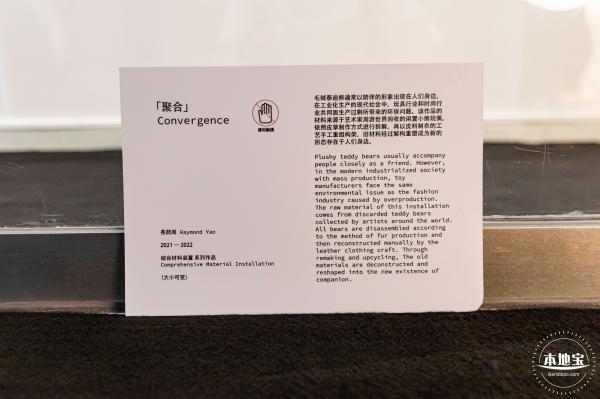 「聚合」
Convergence
请勿触摸
尧踏闻 Raymond Yao
2021 — 2022
综合材料装置 系列作品
Comprehensive Material Installation
（大小可变）
毛绒泰迪熊通常以陪伴的形象出现在人们身边，
在工业化生产的现代社会中，玩具行业和时尚行
业共同面生产过剩所带来的环保问题。该作品的
材料来源于艺术家周游世界回收的闲置小熊玩偶，
依照皮草制作方式进行拆解，再以皮料制衣的工
艺手工重组构架，旧材料经过解构重塑成为新的
形态存在于人们身边。
Plushy teddy bears usually accompany
people closely as a friend. However,
in the modern industrialized society
with mass production, toy
manufacturers face the same
environmental issue as the fashion
industry caused by overproduction.
The raw material of this installation
comes from discarded teddy bears
collected by artists around the world.
All bears are disassembled according
to the method of fur production and
then reconstructed manually by the
leather clothing craft. Through
remaking and upcycling, The old
materials are deconstructed and
reshaped into the new existence of
companion.
本地宝
Bendibao.com